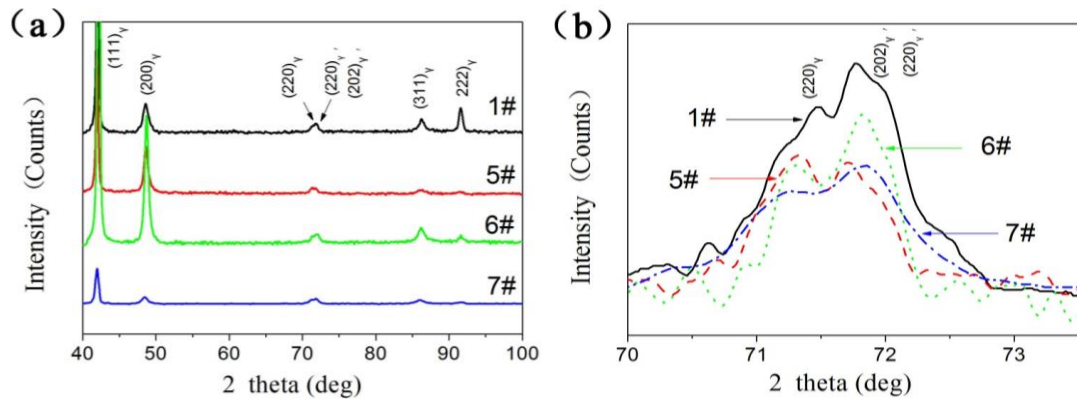 (a)
Intensity (Counts)
(111)γ
(200)γ
(220)γ
(220)γ'
(202)γ'
(311)γ
222)γ
1#
5#
6#
7#
40 50 60 70 80 90 100
2 theta (deg)
(b)
Intensity (Counts)
(220)γ
(202)γ'
(220)γ'
1#
6#
5#
7#
70 71 72 73
2 theta (deg)